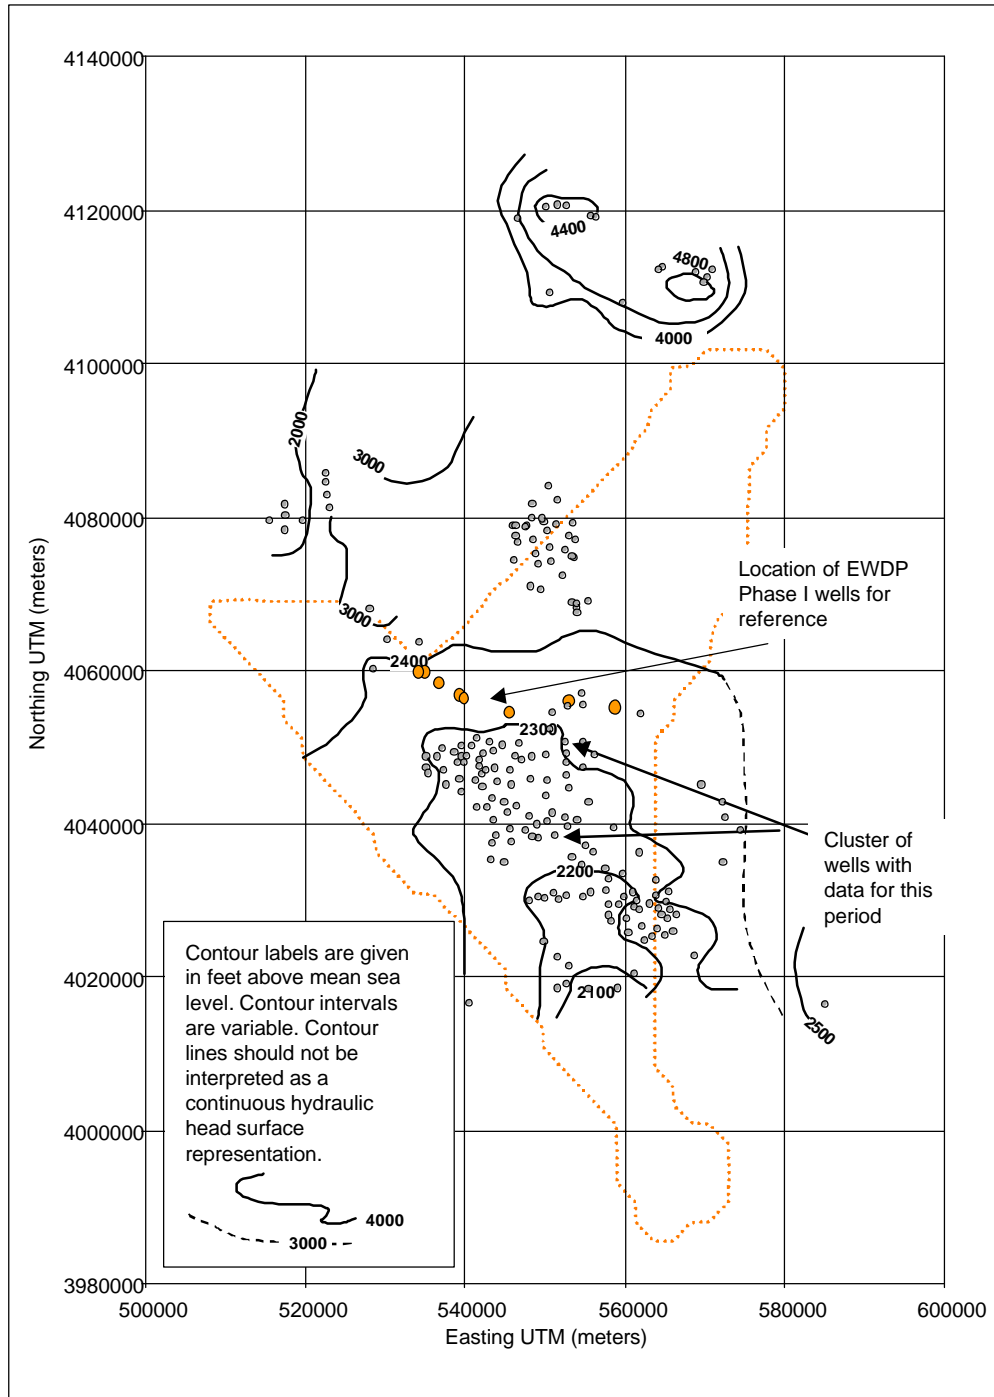 4140000
4120000
4100000
4080000
4060000
4040000
4020000
4000000
3980000
Northing UTM (meters)
500000
520000
540000
560000
580000
600000
Easting UTM (meters)
4400
4800
4000
2000
3000
3000
2400
2300
2200
2100
2500
Location of EWDP
Phase I wells for
reference
Cluster of
wells with
data for this
period
Contour labels are given
in feet above mean sea
level. Contour intervals
are variable. Contour
lines should not be
interpreted as a
continuous hydraulic
head surface
representation.
4000
3000